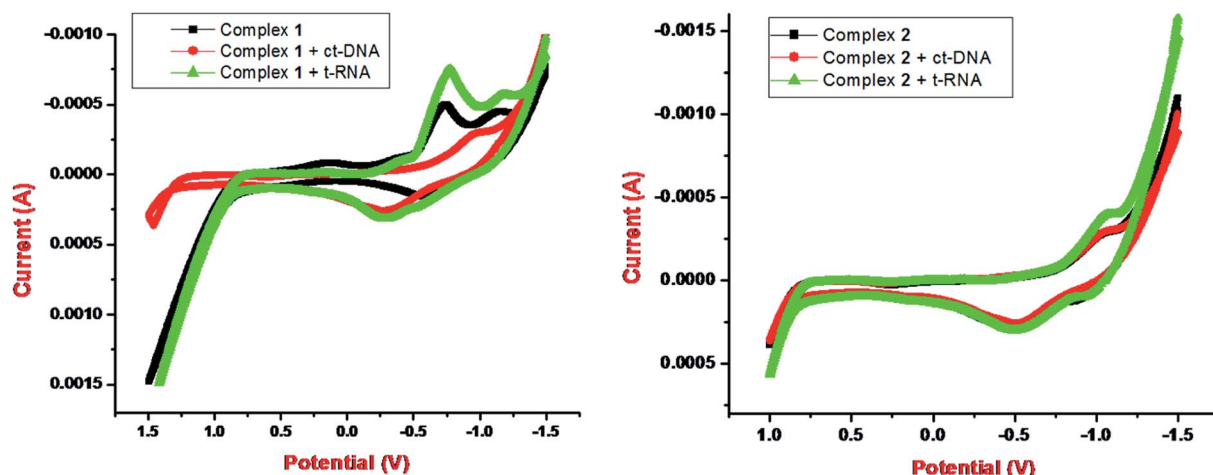 Complex 1
Complex 1 + ct-DNA
Complex 1 + t-RNA
-0.0010
-0.0005
0.0000
0.0005
0.0010
0.0015
Current (A)
1.5 1.0 0.5 0.0 -0.5 -1.0 -1.5
Potential (V)
Complex 2
Complex 2 + ct-DNA
Complex 2 + t-RNA
-0.0015
-0.0010
-0.0005
0.0000
0.0005
Current (A)
1.0 0.5 0.0 -0.5 -1.0 -1.5
Potential (V)